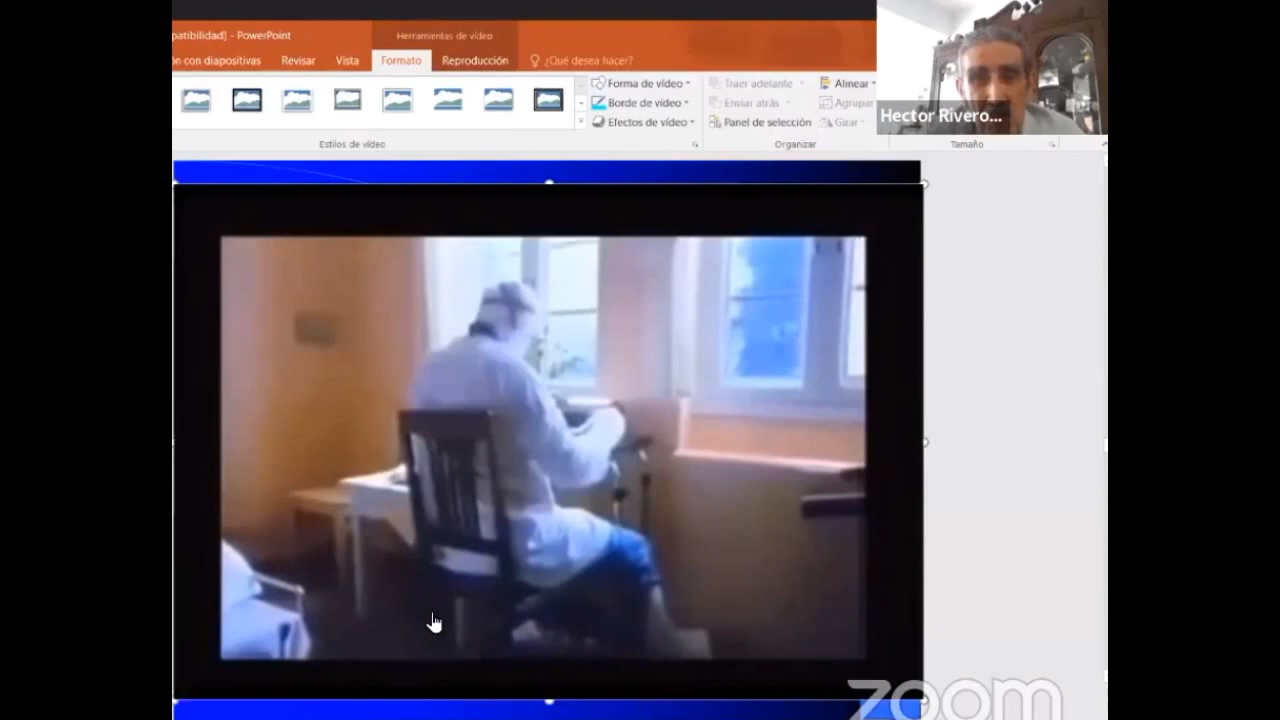 patibilidad] - PowerPoint
Herramientas de vídeo
ón con diapositivas
Revisar
Vista
Formato
Reproducción
¿Qué desea hacer?
Forma de vídeo
Traer adelante
Alinear
Borde de vídeo
Enviar atrás
Agrupar
Efectos de vídeo
Panel de selección
Girar
Hector Rivero...
Estilos de vídeo
Organizar
Tamaño
zoom